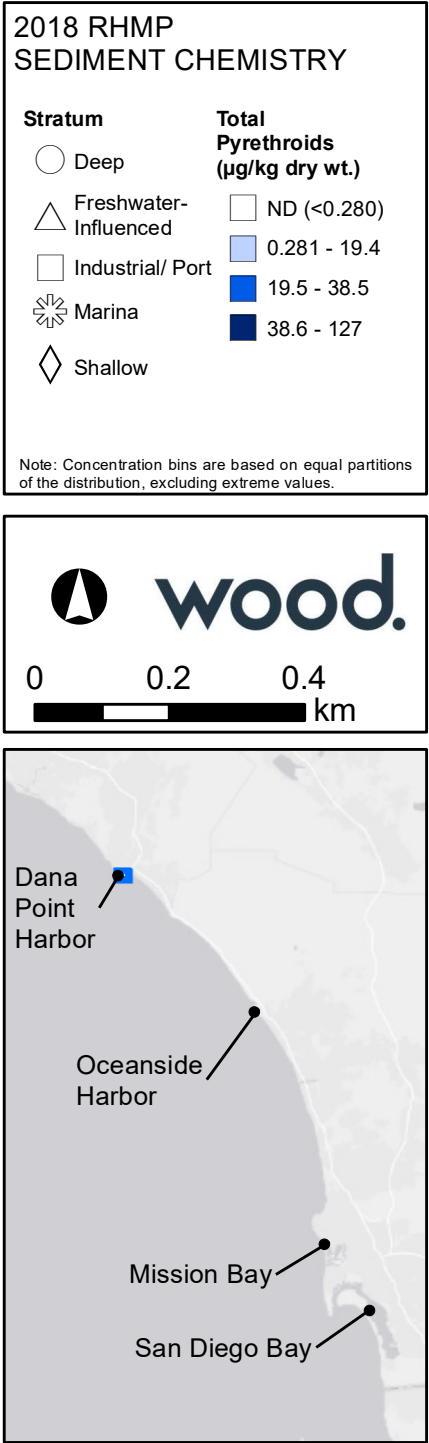 2018 RHMP
SEDIMENT CHEMISTRY
Stratum
Deep
Freshwater-
Influenced
Industrial/ Port
Marina
Shallow
Total
Pyrethroids
(µg/kg dry wt.)
ND (<0.280)
0.281 - 19.4
19.5 - 38.5
38.6 - 127
Note: Concentration bins are based on equal partitions
of the distribution, excluding extreme values.
wood.
0 0.2 0.4
km
Dana
Point
Harbor
Oceanside
Harbor
Mission Bay
San Diego Bay